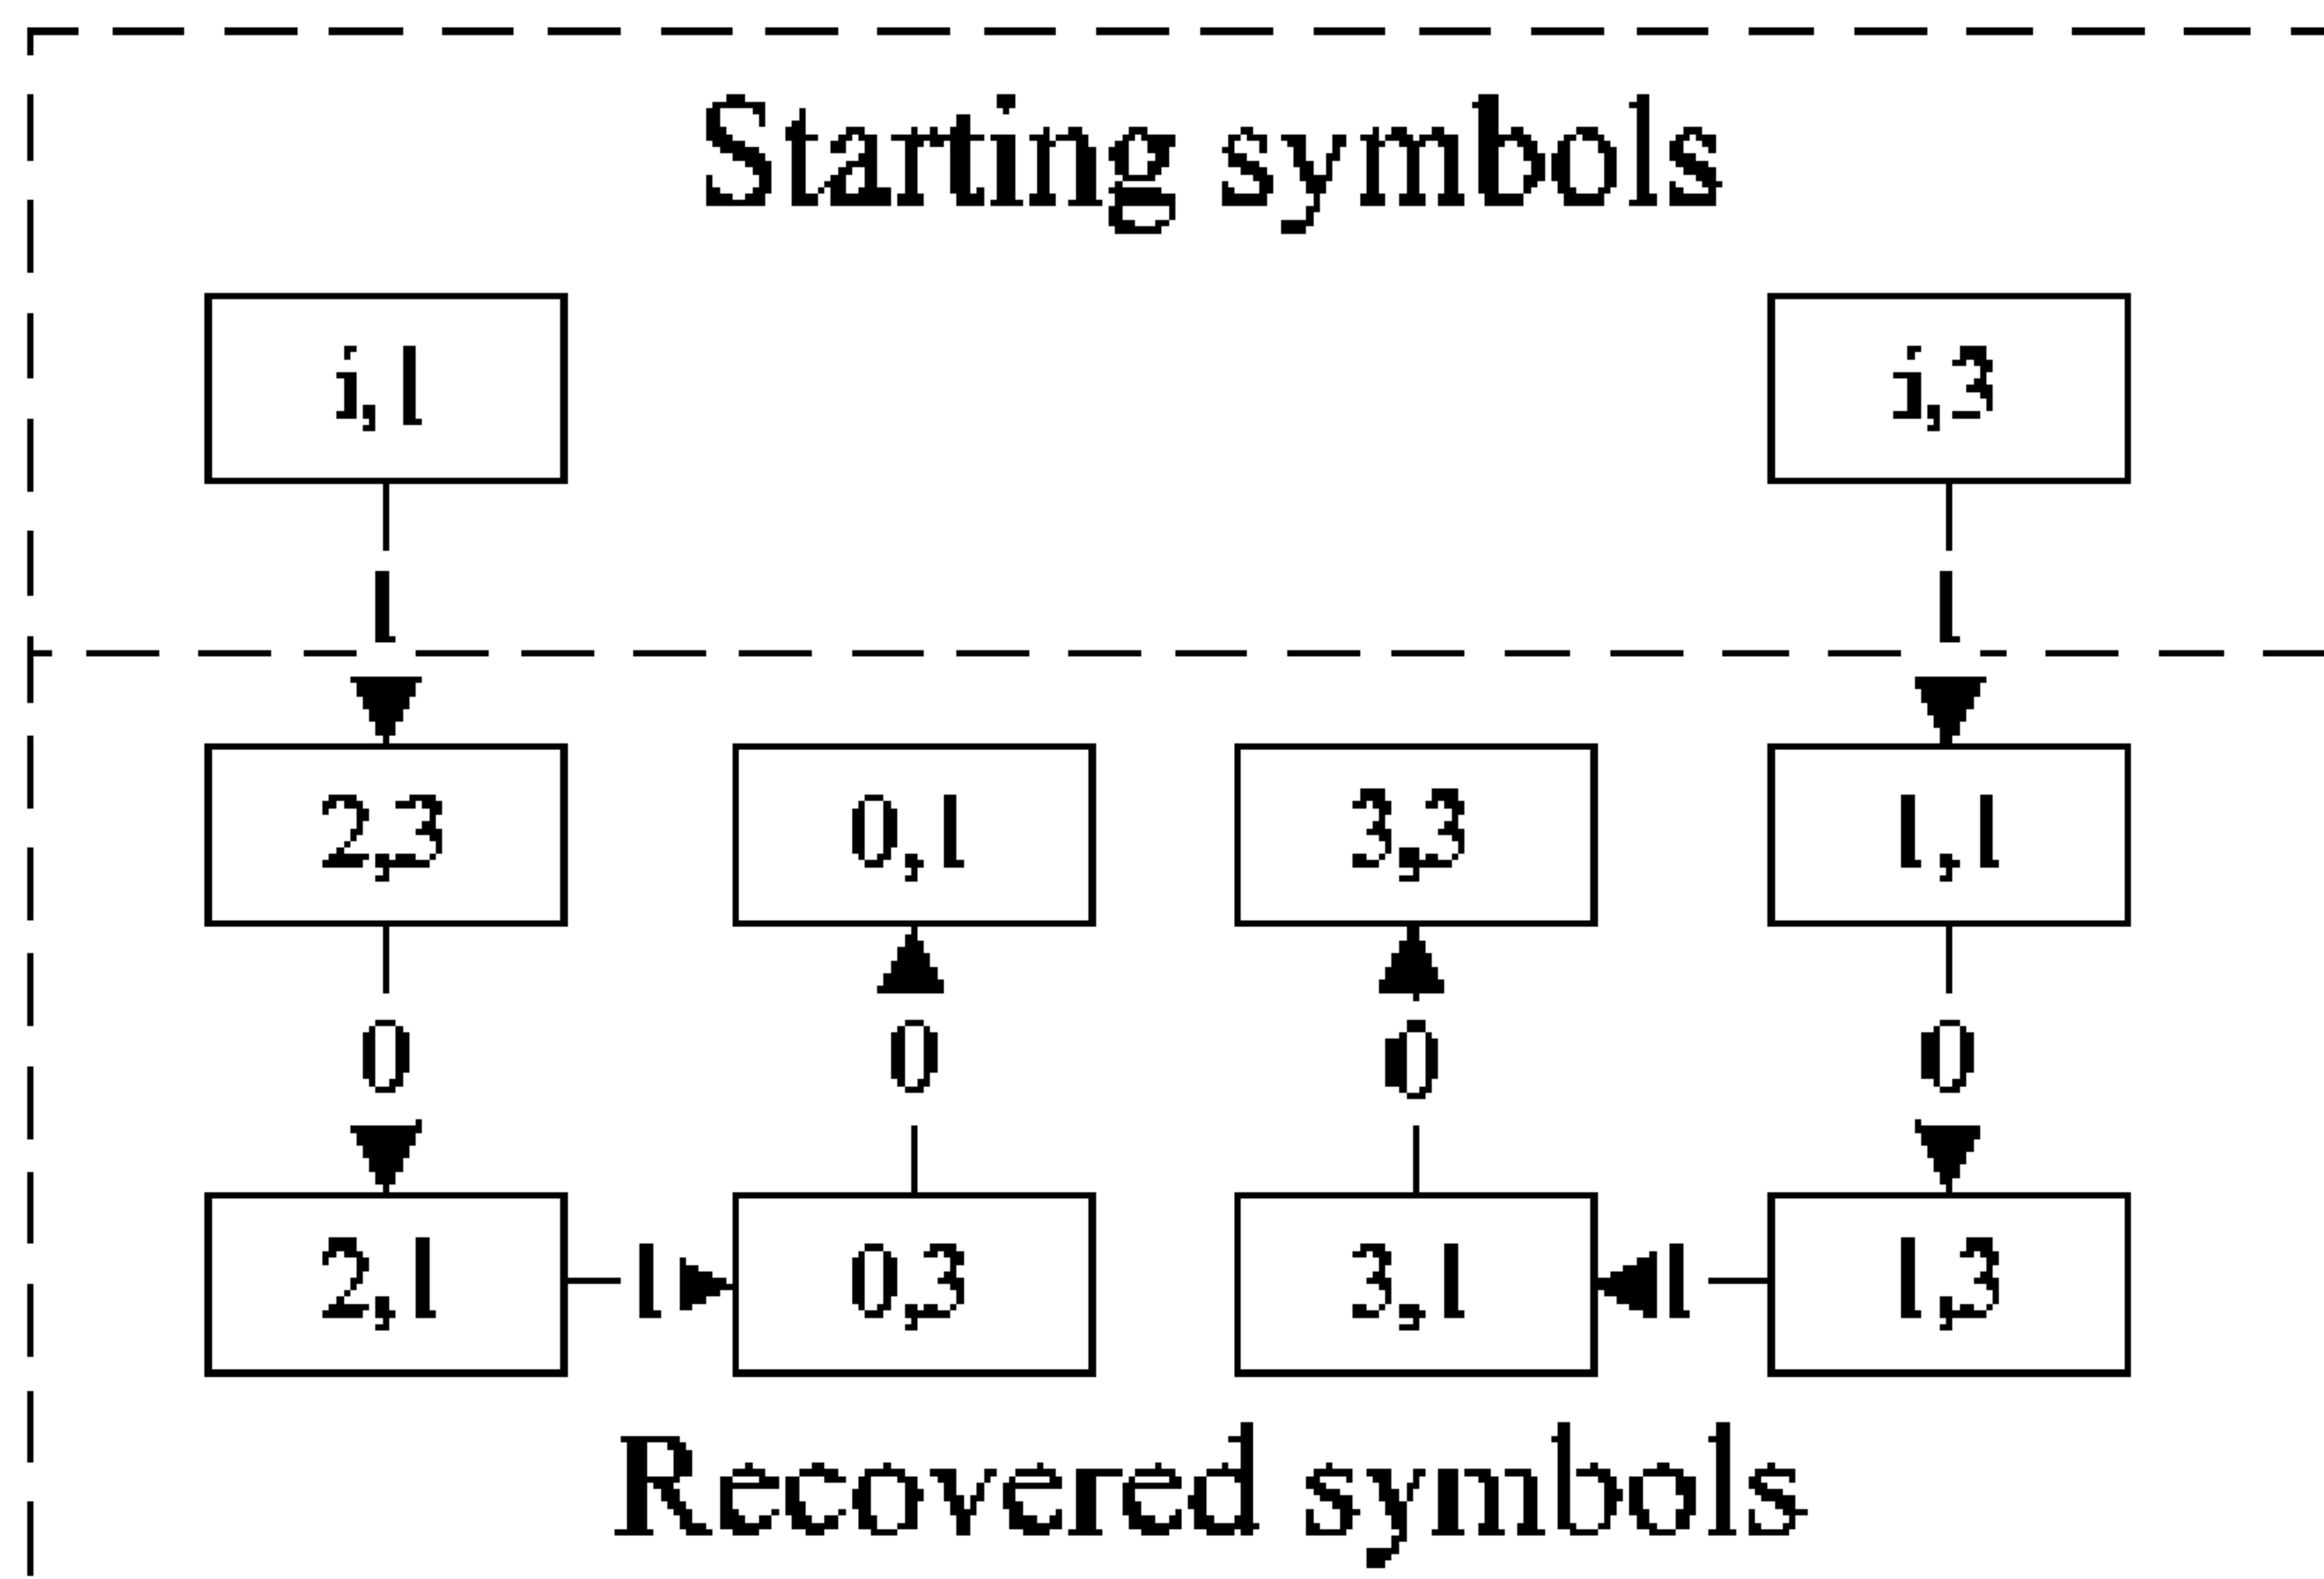 Starting symbols
i,1 i,3
1 1
2,3 0,1 3,3 1,1
0 0 0 0
2,1 1 0,3 3,1 1 1,3
Recovered symbols